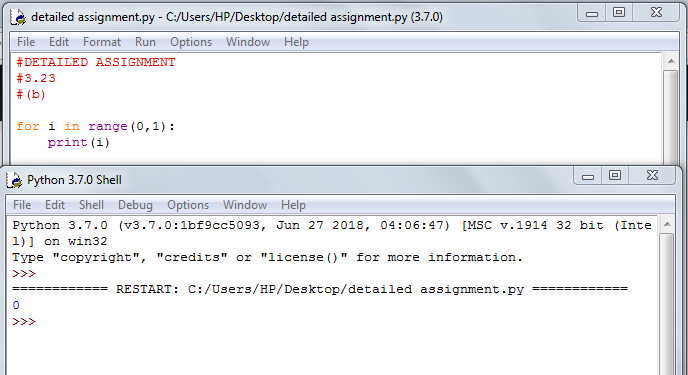 detailed assignment.py - C:/Users/HP/Desktop/detailed assignment.py (3.7.0)
File Edit Format Run Options Window Help
#DETAILED ASSIGNMENT
#3.23
#(b)
for i in range(0,1):
    print(i)
Python 3.7.0 Shell
File Edit Shell Debug Options Window Help
Python 3.7.0 (v3.7.0:1bf9cc5093, Jun 27 2018, 04:06:47) [MSC v.1914 32 bit (Inte
l)] on win32
Type "copyright", "credits" or "license()" for more information.
>>>
============ RESTART: C:/Users/HP/Desktop/detailed assignment.py ============
0
>>>